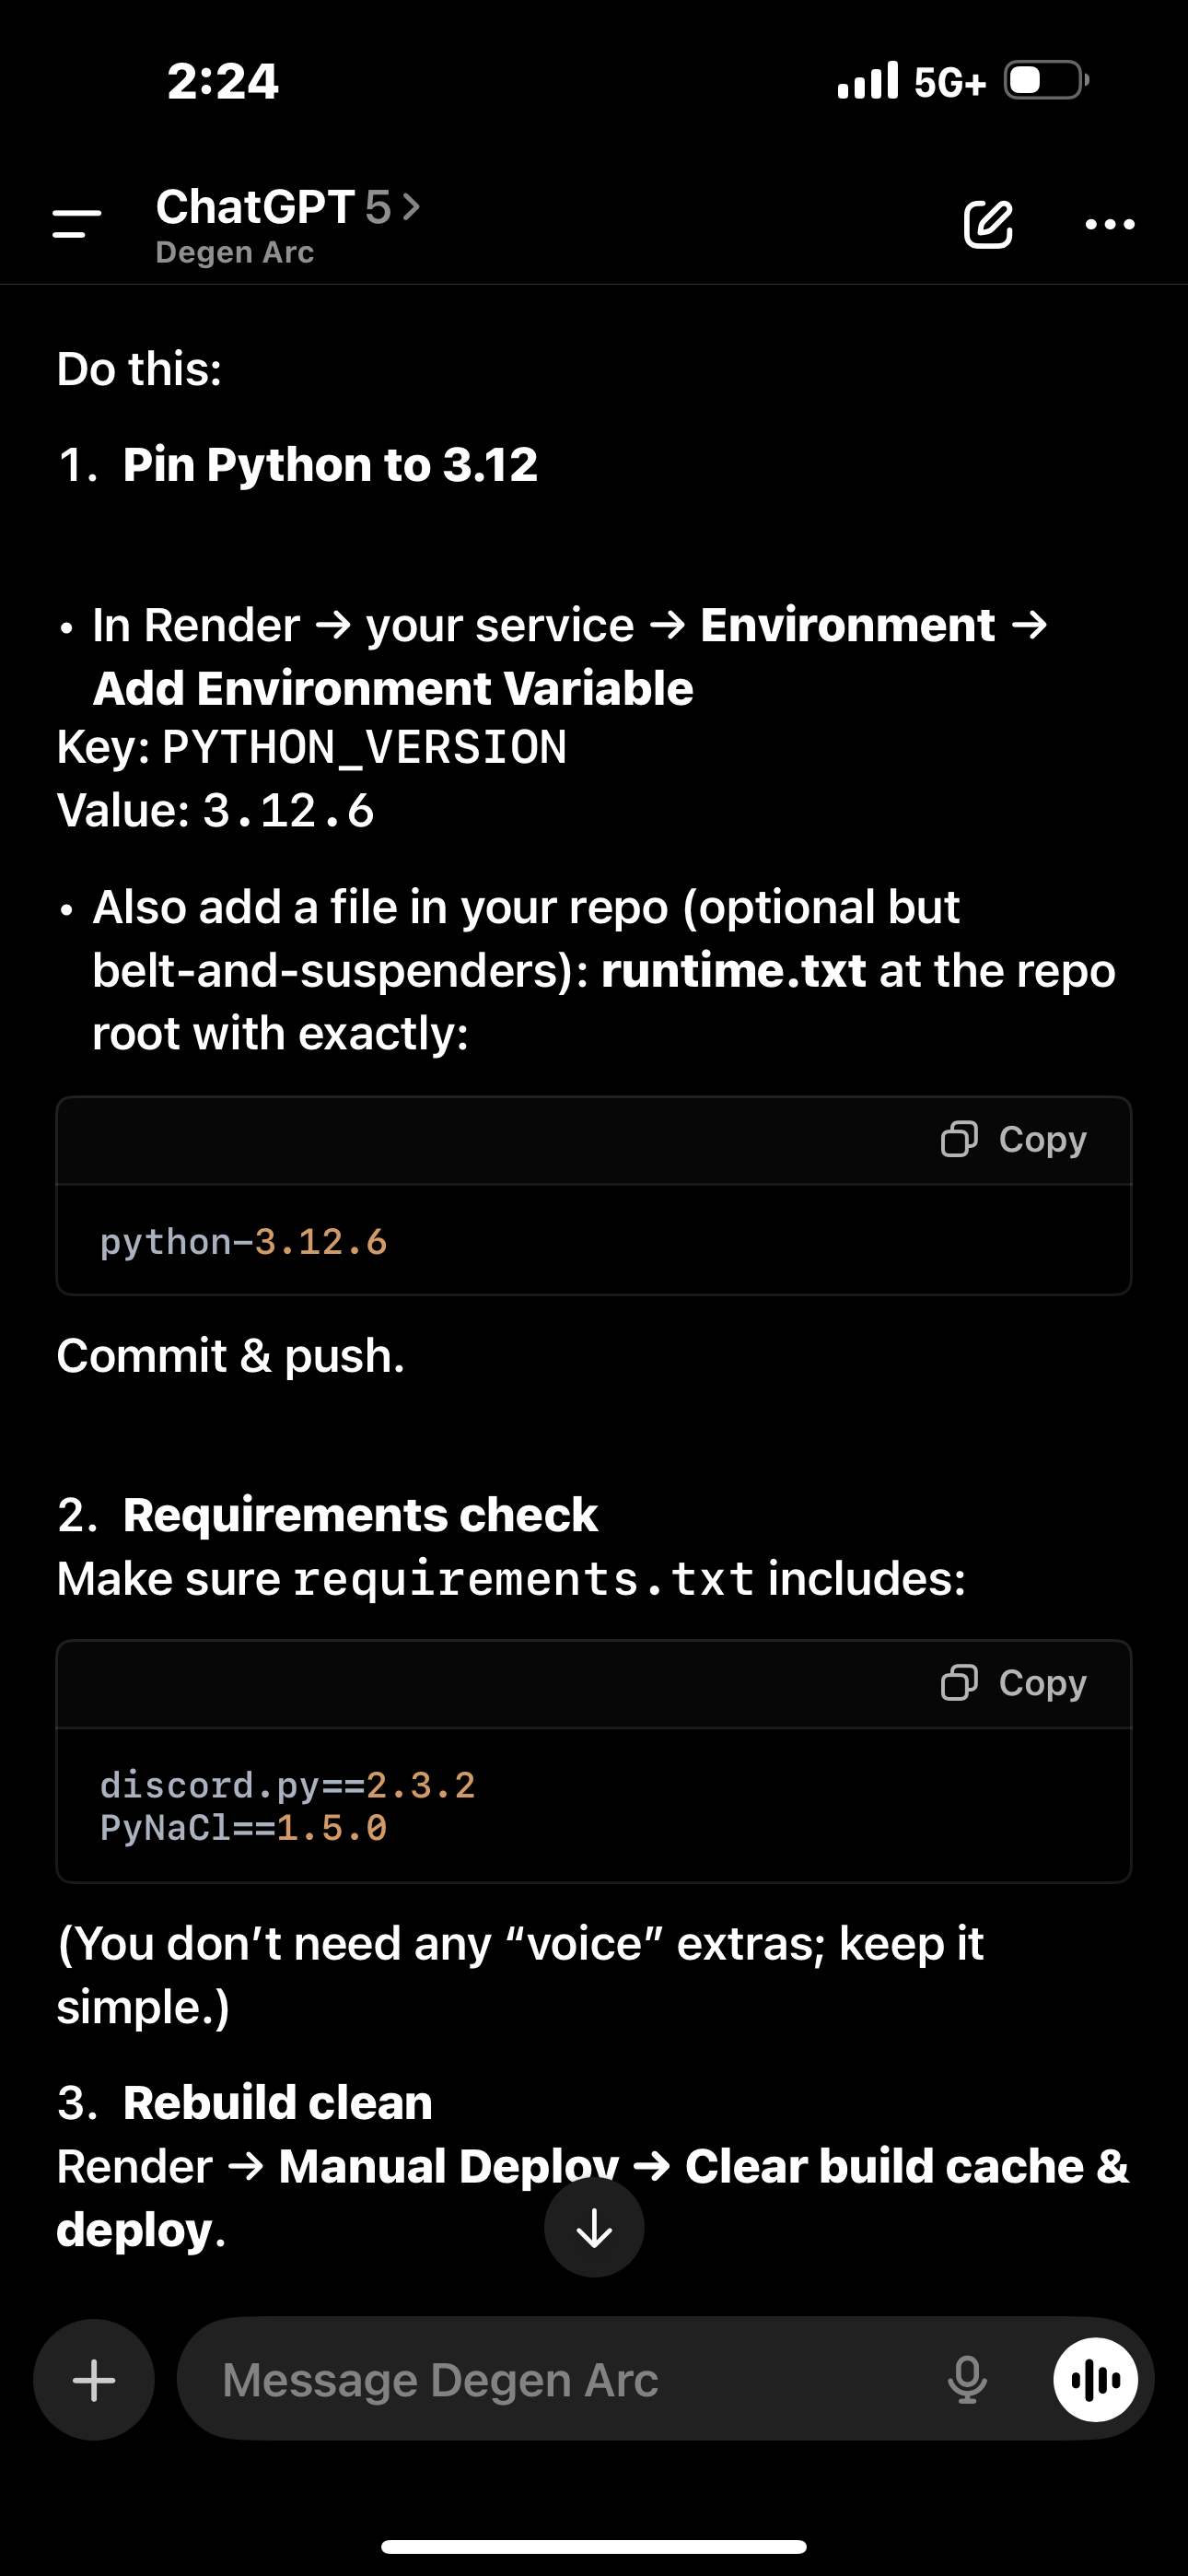 2:24
5G+
ChatGPT 5 >
Degen Arc
Do this:
1. Pin Python to 3.12
• In Render → your service → Environment →
Add Environment Variable
Key: PYTHON_VERSION
Value: 3.12.6
• Also add a file in your repo (optional but
belt-and-suspenders): runtime.txt at the repo
root with exactly:
Copy
python-3.12.6
Commit & push.
2. Requirements check
Make sure requirements.txt includes:
Copy
discord.py==2.3.2
PyNaCl==1.5.0
(You don’t need any “voice” extras; keep it
simple.)
3. Rebuild clean
Render → Manual Deploy → Clear build cache &
deploy.
Message Degen Arc